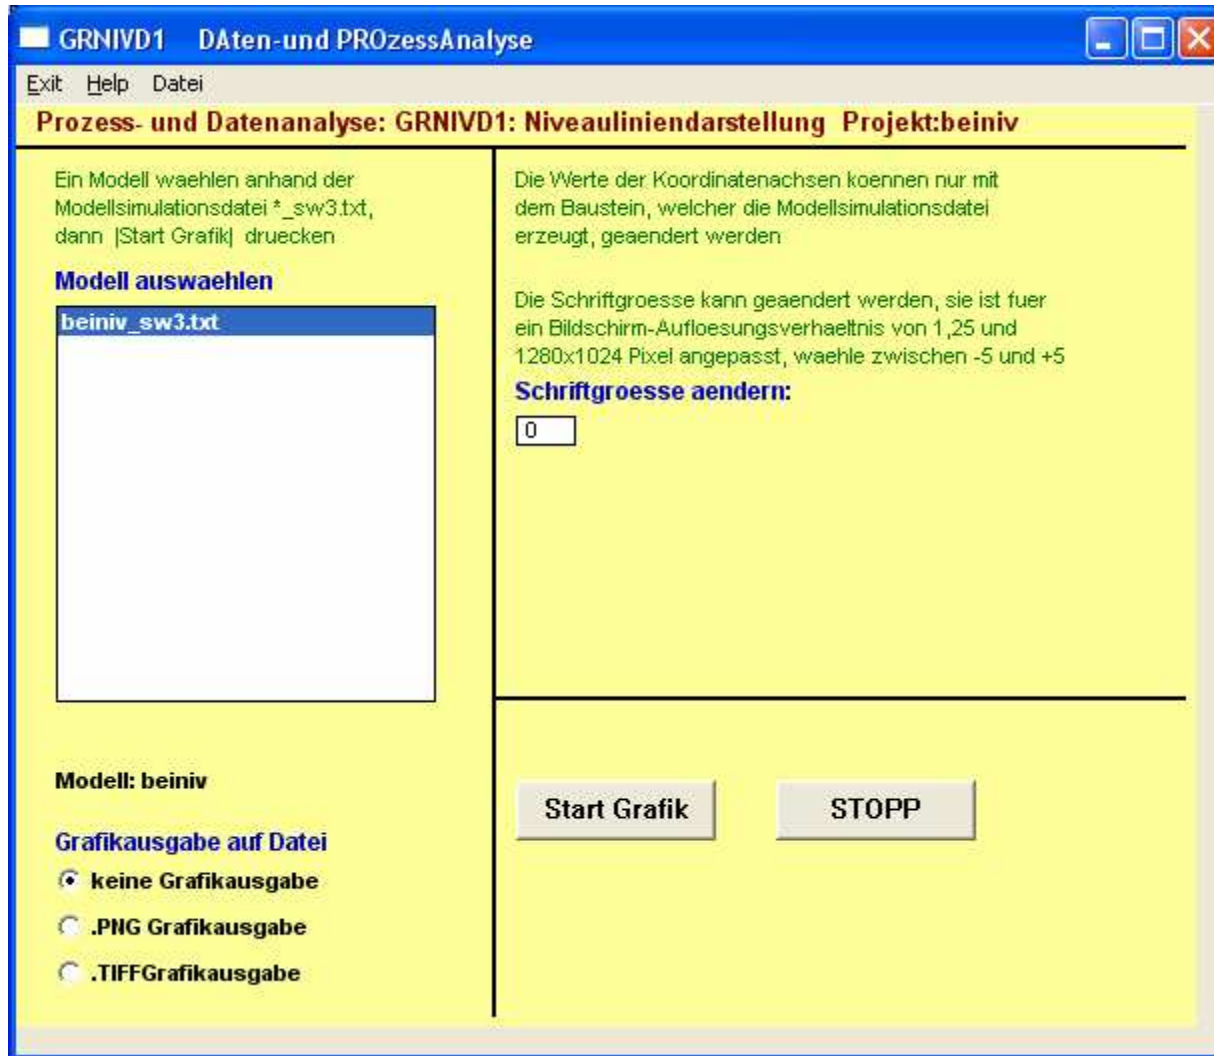 GRNIVD1 DAten-und PROzessAnalyse
Exit Help Datei
Prozess- und Datenanalyse: GRNIVD1: Niveauliniendarstellung Projekt:beiniv
Ein Modell waehlen anhand der
Modellsimulationsdatei *_sw3.txt,
dann |Start Grafik| druecken
Modell auswaehlen
beiniv_sw3.txt
Modell: beiniv
Grafikausgabe auf Datei
keine Grafikausgabe
.PNG Grafikausgabe
.TIFFGrafikausgabe
Die Werte der Koordinatenachsen koennen nur mit
dem Baustein, welcher die Modellsimulationsdatei
erzeugt, geaendert werden
Die Schriftgroesse kann geaendert werden, sie ist fuer
ein Bildschirm-Aufloesungsverhaeltnis von 1,25 und
1280x1024 Pixel angepasst, waehle zwischen -5 und +5
Schriftgroesse aendern:
0
Start Grafik STOPP